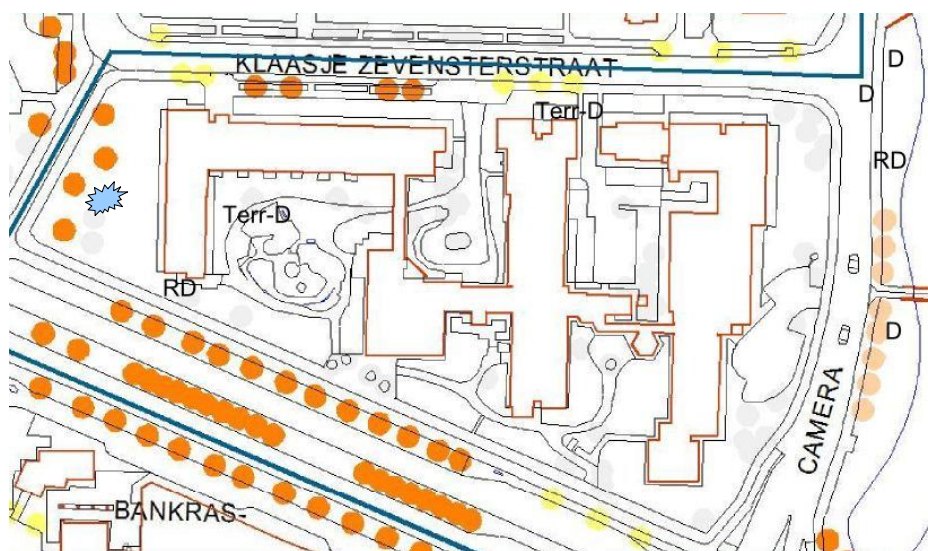 KLAASJE ZEVENSTERSTRAAT
D
D
Terr-D
RD
Terr-D
RD
D
CAMERA
BANKRAS-